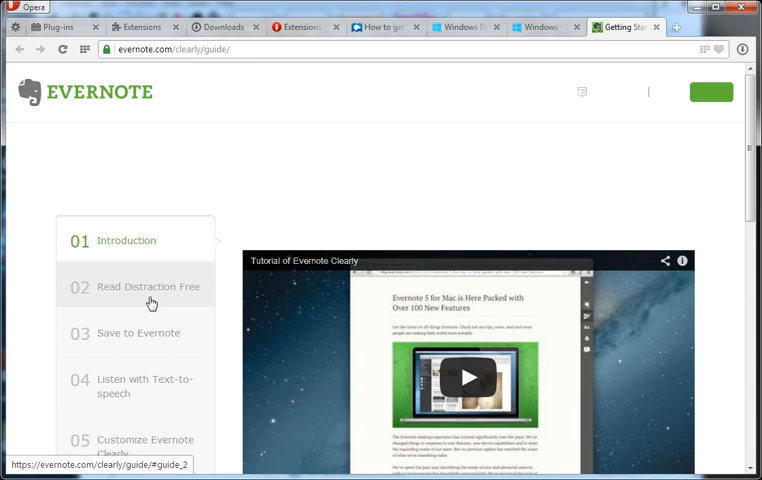 Opera
Plug-ins
Extensions
Downloads
Extensions
How to get
Windows Di
Windows -
Getting Star
evernote.com/clearly/guide/
EVERNOTE
01 Introduction
02 Read Distraction Free
03 Save to Evernote
04 Listen with Text-to-
speech
05 Customize Evernote
Clearly
Tutorial of Evernote Clearly
Evernote 5 for Mac is Here Packed with
Over 100 New Features
https://evernote.com/clearly/guide/#guide_2